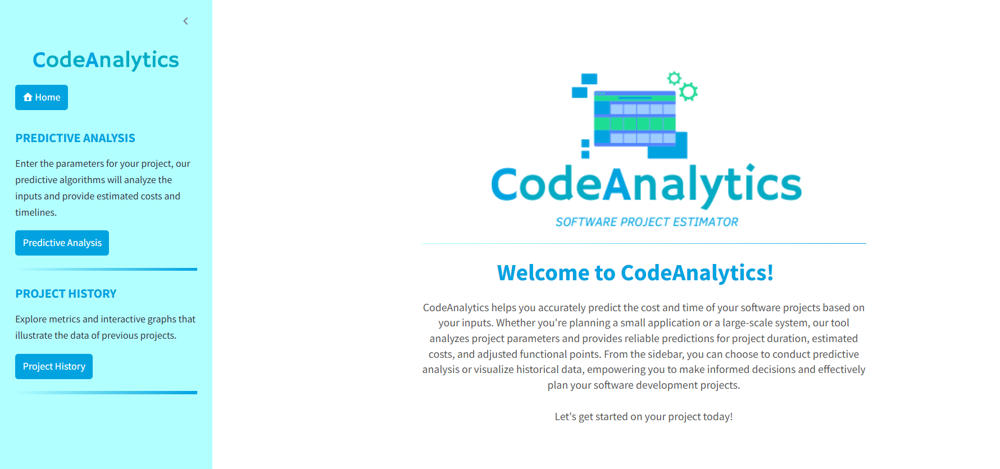 CodeAnalytics
Home
PREDICTIVE ANALYSIS
Enter the parameters for your project, our
predictive algorithms will analyze the
inputs and provide estimated costs and
timelines.
Predictive Analysis
PROJECT HISTORY
Explore metrics and interactive graphs that
illustrate the data of previous projects.
Project History
CodeAnalytics
SOFTWARE PROJECT ESTIMATOR
Welcome to CodeAnalytics!
CodeAnalytics helps you accurately predict the cost and time of your software projects based on
your inputs. Whether you're planning a small application or a large-scale system, our tool
analyzes project parameters and provides reliable predictions for project duration, estimated
costs, and adjusted functional points. From the sidebar, you can choose to conduct predictive
analysis or visualize historical data, empowering you to make informed decisions and effectively
plan your software development projects.
Let's get started on your project today!